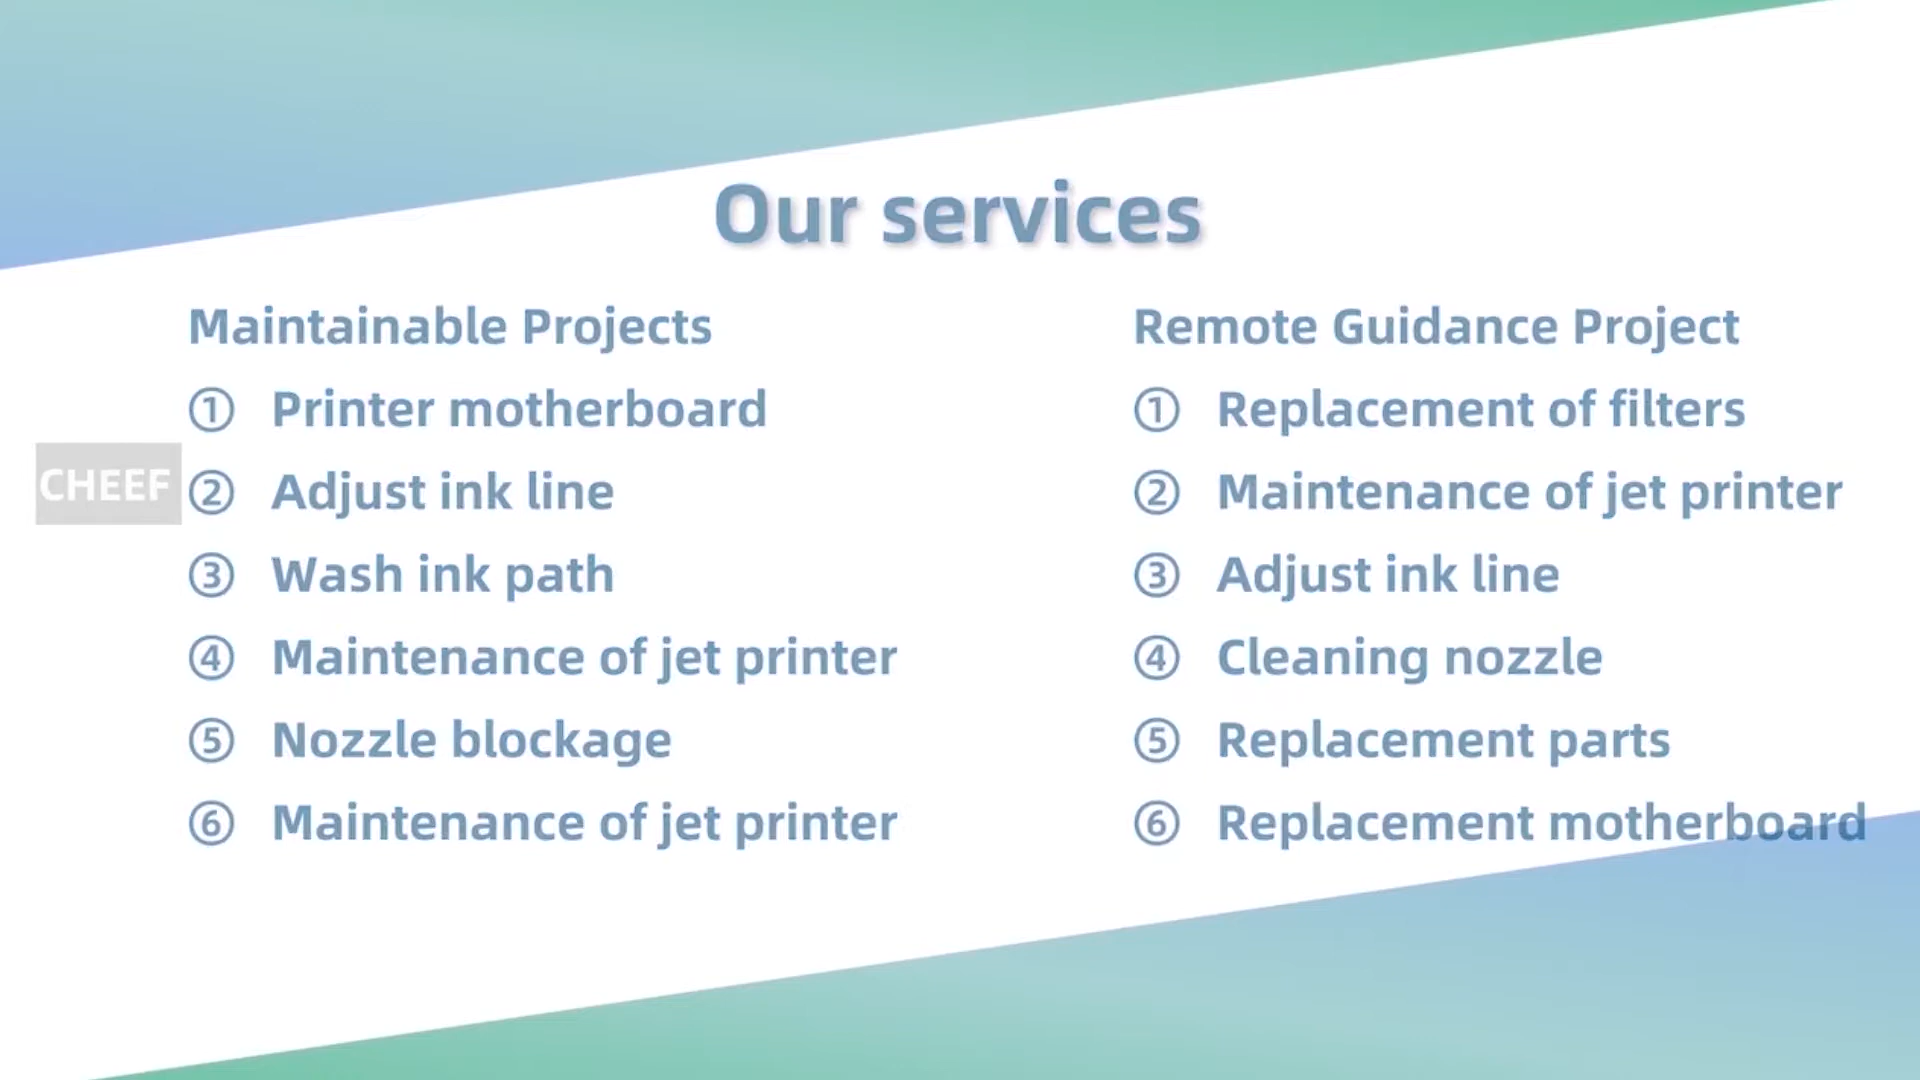 Our services
Maintainable Projects
① Printer motherboard
② Adjust ink line
③ Wash ink path
④ Maintenance of jet printer
⑤ Nozzle blockage
⑥ Maintenance of jet printer
Remote Guidance Project
① Replacement of filters
② Maintenance of jet printer
③ Adjust ink line
④ Cleaning nozzle
⑤ Replacement parts
⑥ Replacement motherboard
CHEEF